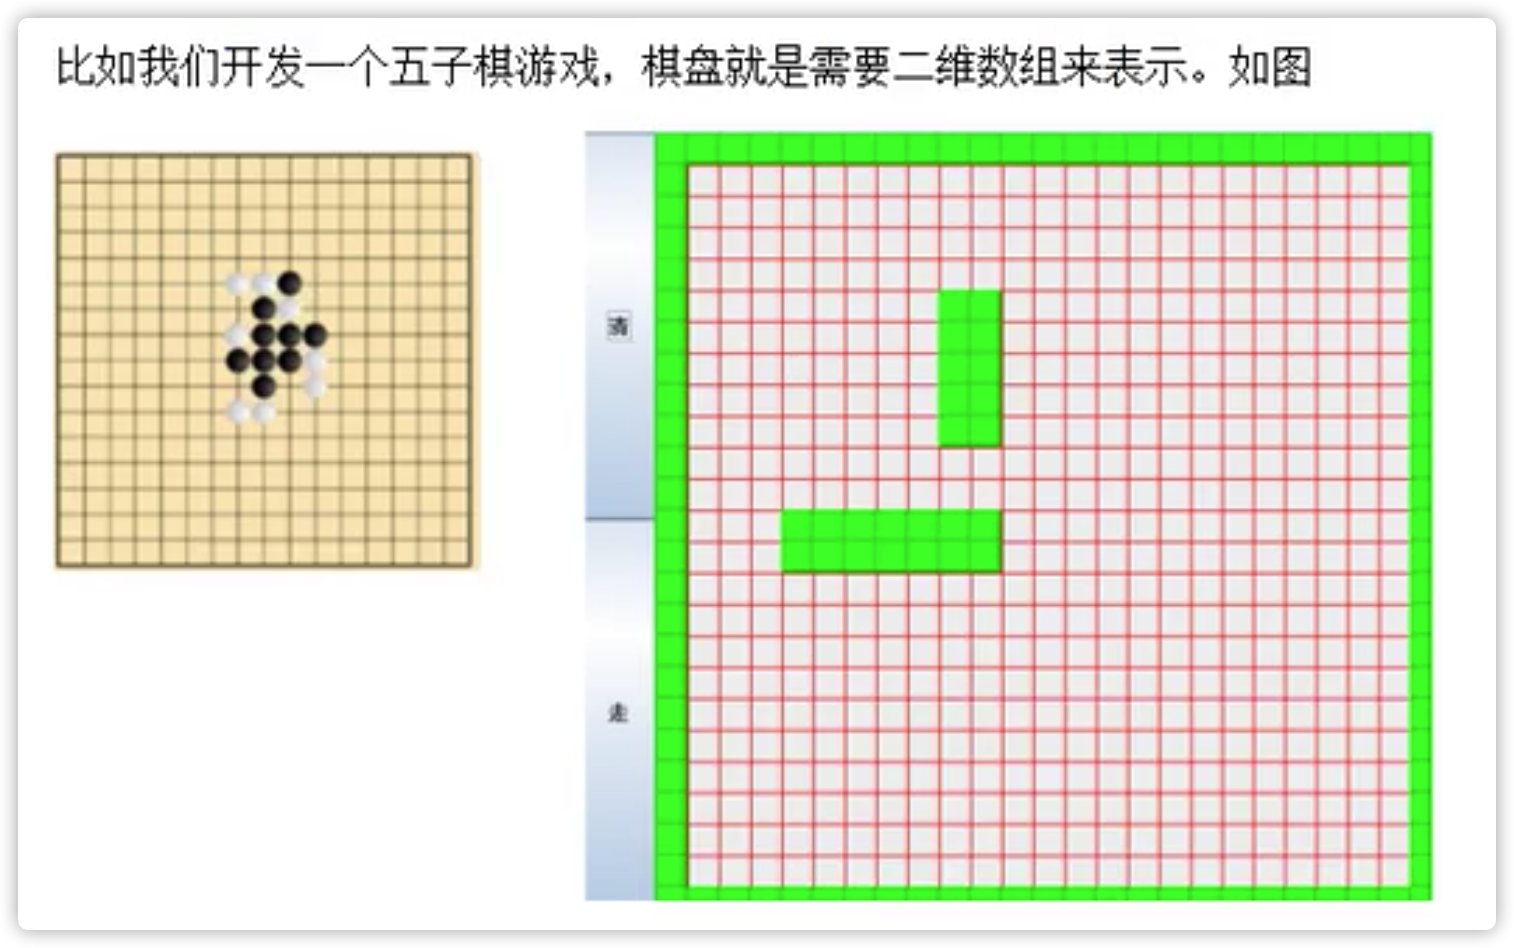 比如我们开发一个五子棋游戏，棋盘就是需要二维数组来表示。如图
走